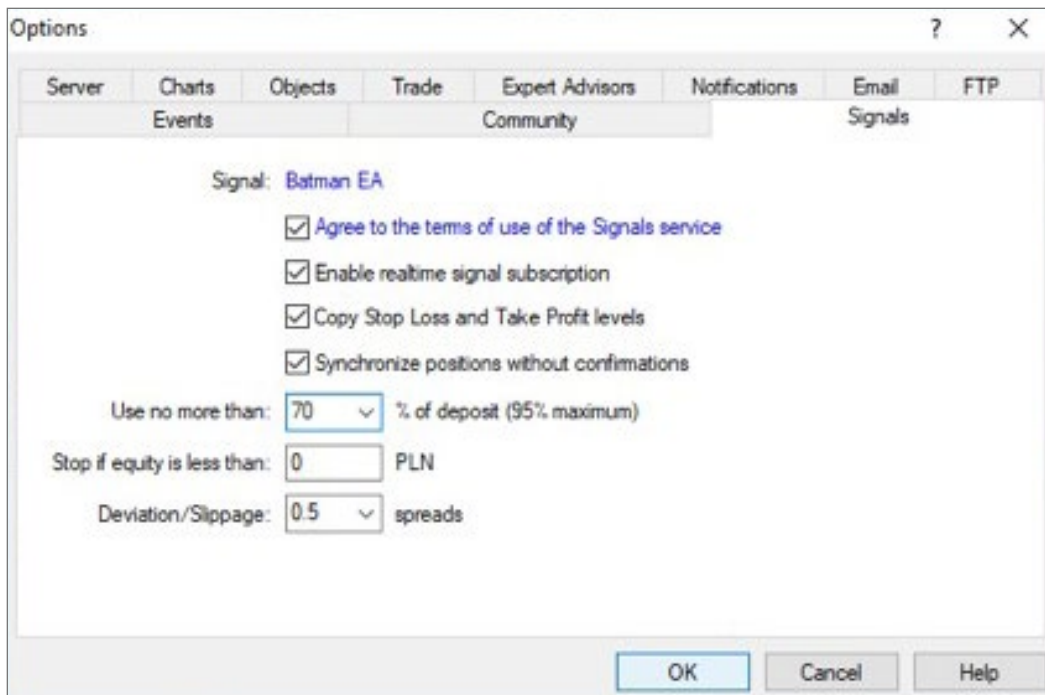 Options ? X
Server Charts Objects Trade Expert Advisors Notifications Email FTP
Events Community Signals
Signal: Batman EA
Agree to the terms of use of the Signals service
Enable realtime signal subscription
Copy Stop Loss and Take Profit levels
Synchronize positions without confirmations
Use no more than: 70 % of deposit (95% maximum)
Stop if equity is less than: 0 PLN
Deviation/Slippage: 0.5 spreads
OK Cancel Help